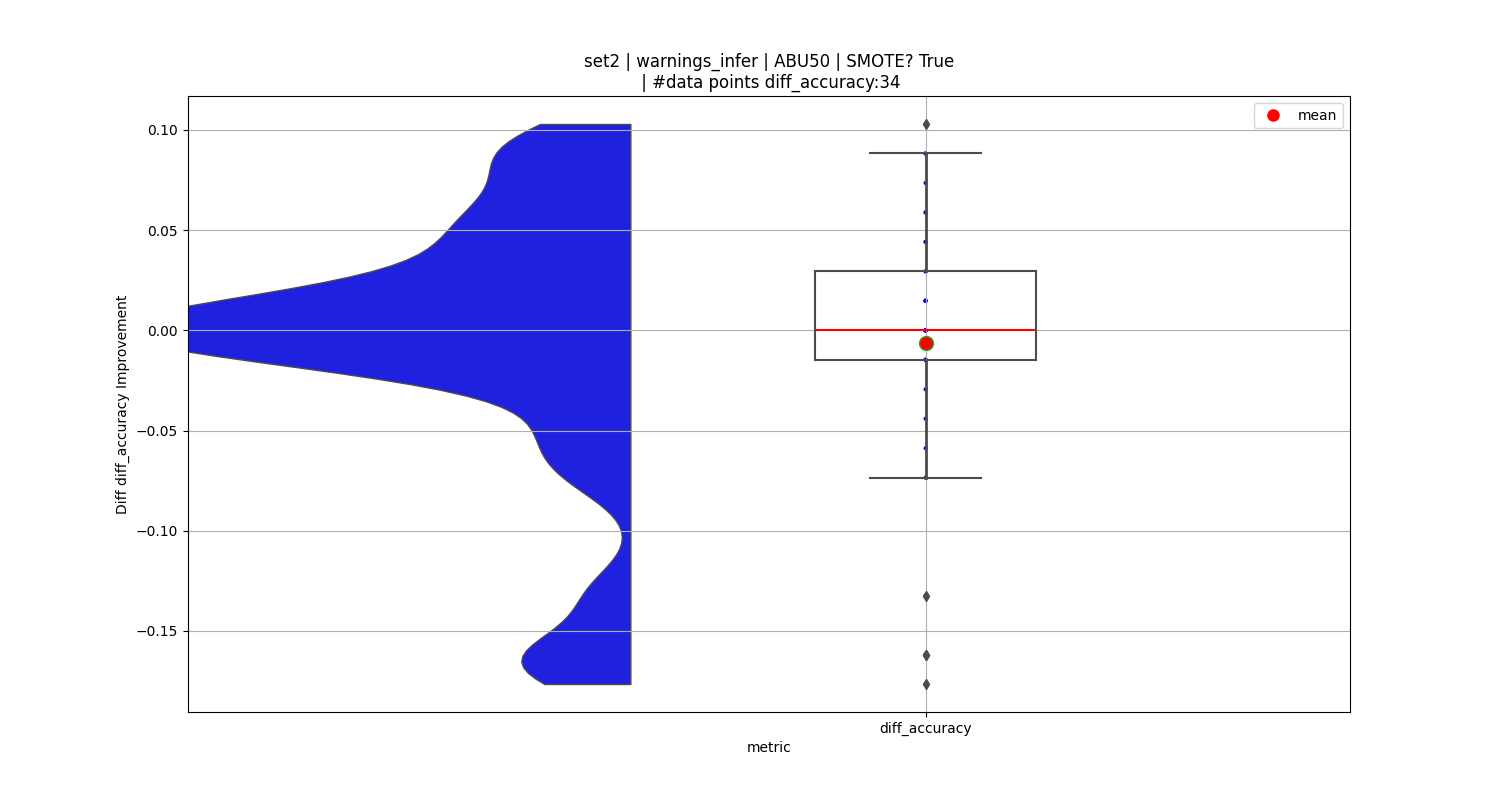 set2 | warnings_infer | ABU50 | SMOTE? True
| #data points diff_accuracy:34
mean
0.10
0.05
0.00
−0.05
−0.10
−0.15
Diff diff_accuracy Improvement
diff_accuracy
metric